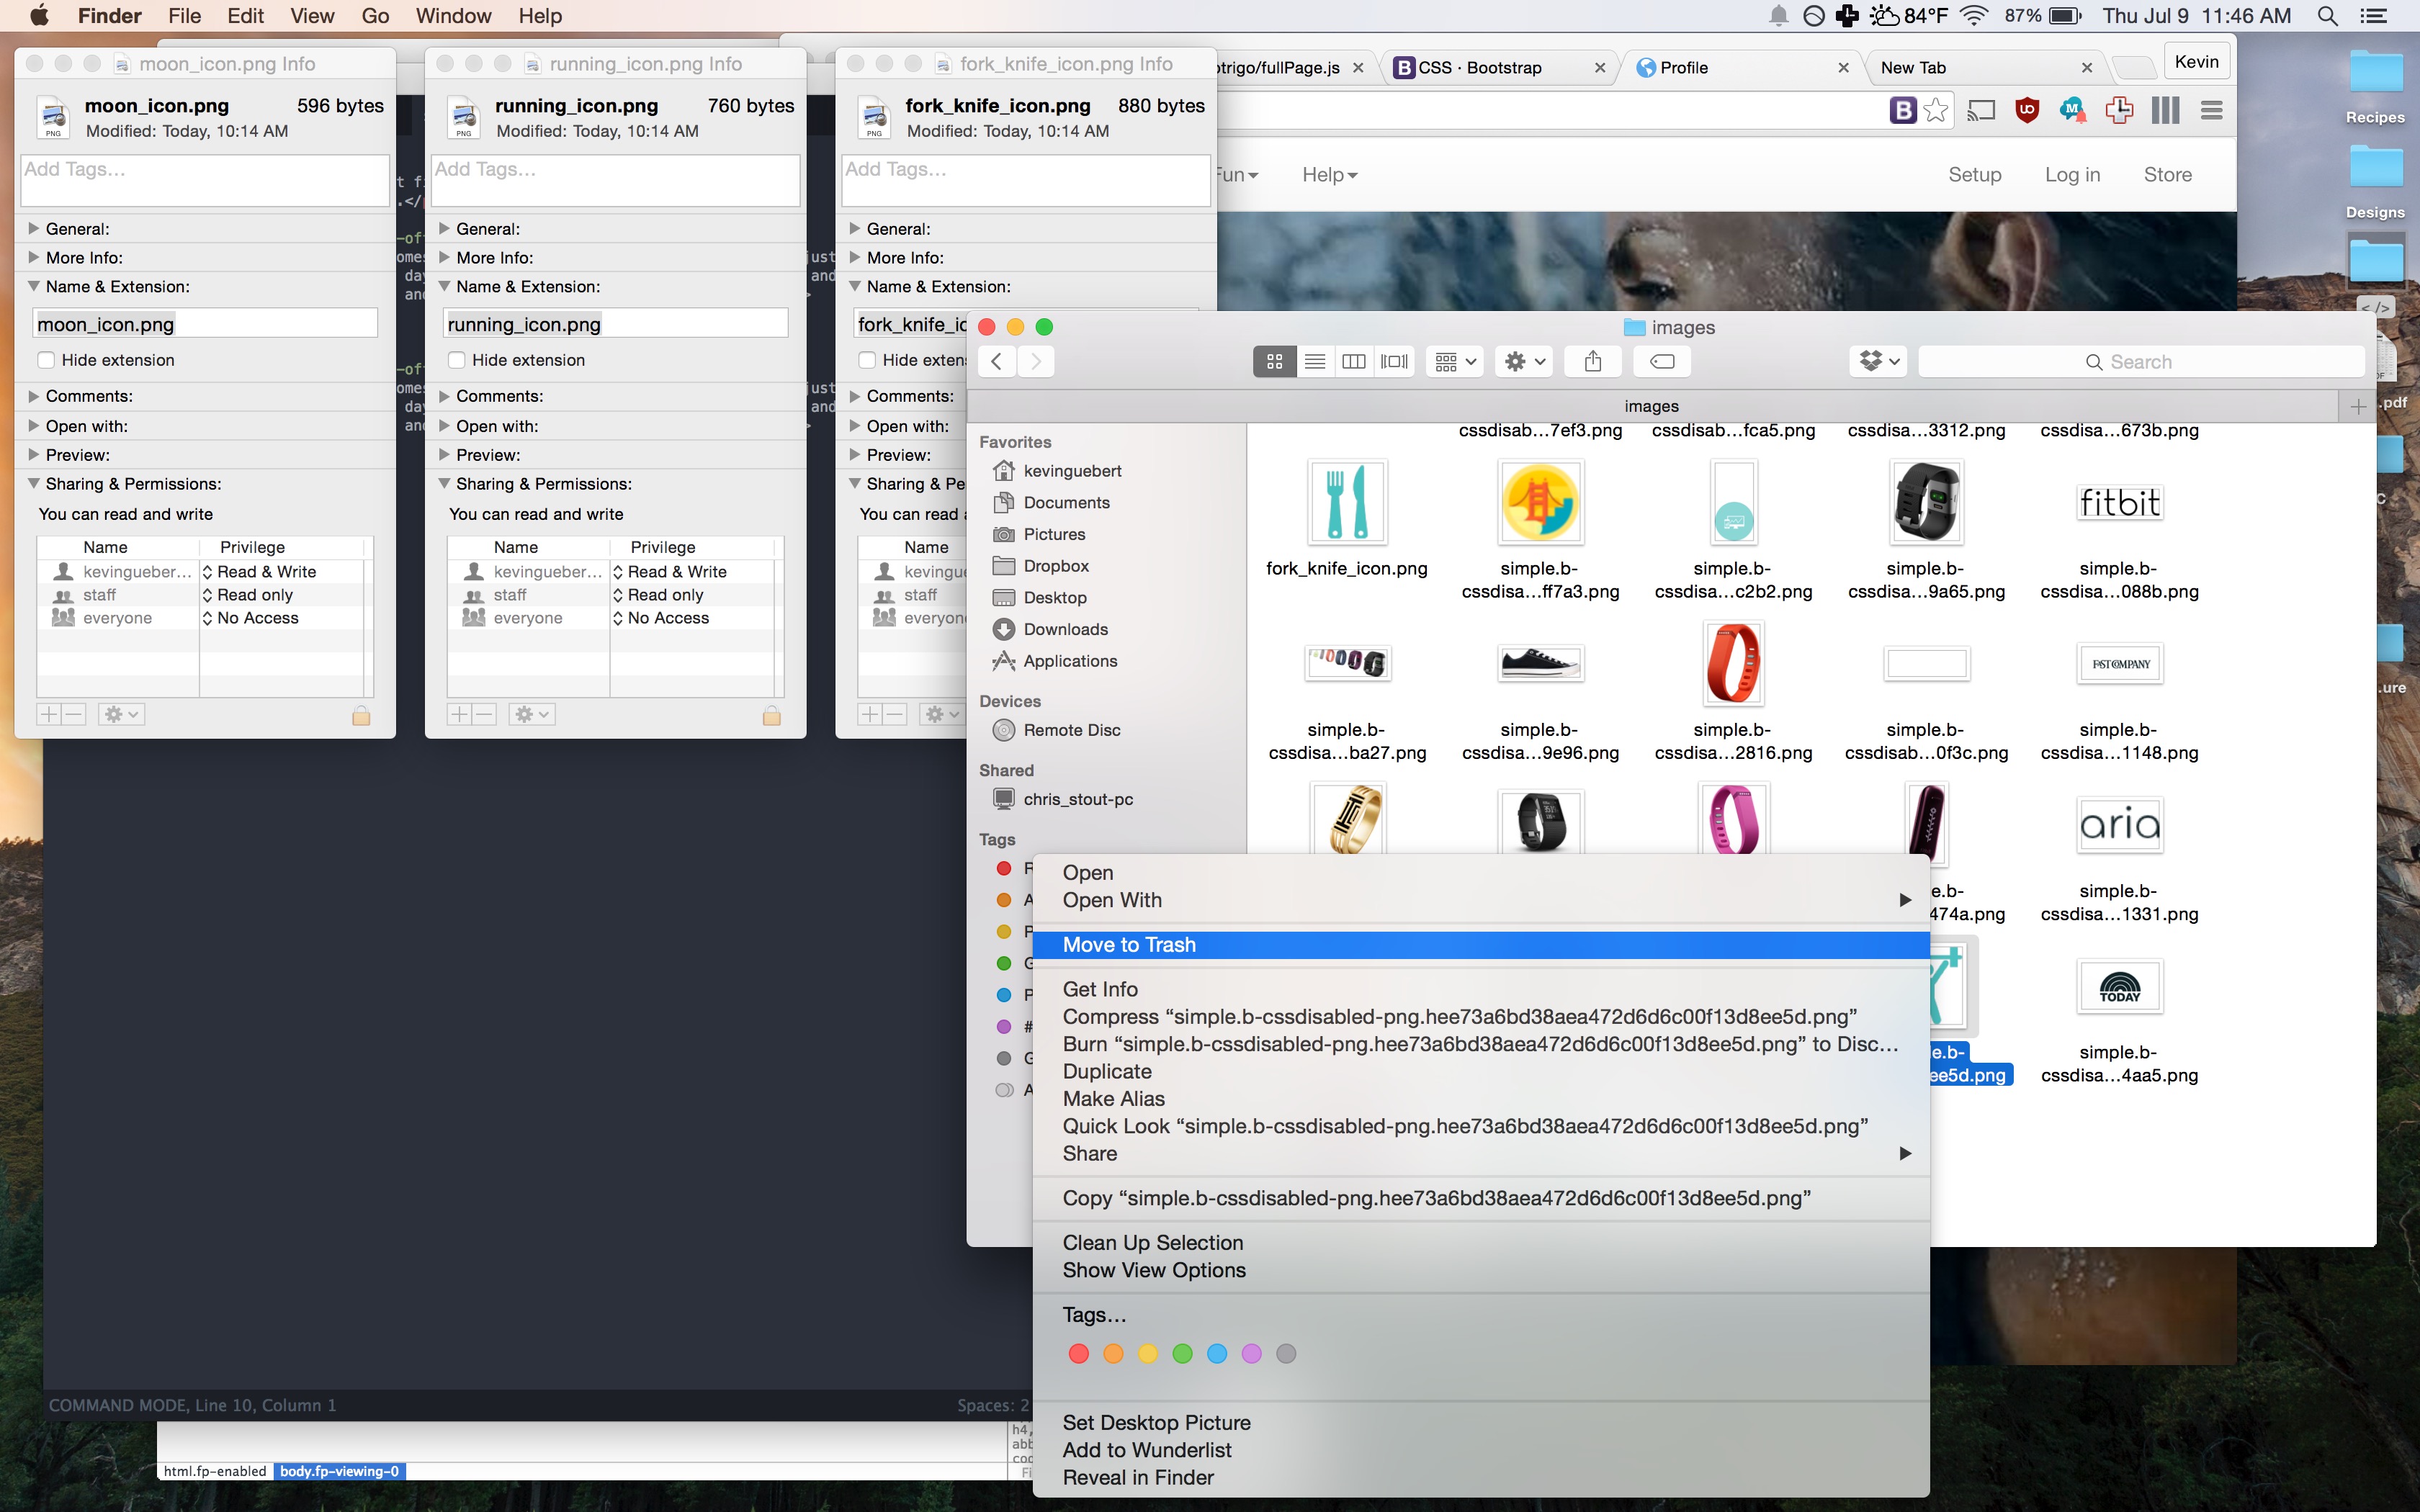 Finder File Edit View Go Window Help
84°F 87% Thu Jul 9 11:46 AM
moon_icon.png Info
moon_icon.png 596 bytes
Modified: Today, 10:14 AM
Add Tags…
General:
More Info:
Name & Extension:
moon_icon.png
Hide extension
Comments:
Open with:
Preview:
Sharing & Permissions:
You can read and write
Name Privilege
kevingueber… Read & Write
staff Read only
everyone No Access
running_icon.png Info
running_icon.png 760 bytes
Modified: Today, 10:14 AM
Add Tags…
General:
More Info:
Name & Extension:
running_icon.png
Hide extension
Comments:
Open with:
Preview:
Sharing & Permissions:
You can read and write
Name Privilege
kevingueber… Read & Write
staff Read only
everyone No Access
fork_knife_icon.png Info
fork_knife_icon.png 880 bytes
Modified: Today, 10:14 AM
Add Tags…
General:
More Info:
Name & Extension:
fork_knife_ic
Hide exten
Comments:
Open with:
Preview:
Sharing & Pe
You can read
Name
kevingue
staff
everyon
otrigo/fullPage.js CSS · Bootstrap Profile New Tab Kevin
Fun Help Setup Log in Store
Recipes
Designs
.pdf
.ure
images
Search
images
Favorites
kevinguebert
Documents
Pictures
Dropbox
Desktop
Downloads
Applications
Devices
Remote Disc
Shared
chris_stout-pc
Tags
cssdisab…7ef3.png cssdisab…fca5.png cssdisa…3312.png cssdisa…673b.png
fitbit
fork_knife_icon.png simple.b- simple.b- simple.b- simple.b-
cssdisa…ff7a3.png cssdisa…c2b2.png cssdisa…9a65.png cssdisa…088b.png
FAST COMPANY
simple.b- simple.b- simple.b- simple.b- simple.b-
cssdisa…ba27.png cssdisa…9e96.png cssdisa…2816.png cssdisab…0f3c.png cssdisa…1148.png
aria
e.b- simple.b-
474a.png cssdisa…1331.png
TODAY
le.b- simple.b-
ee5d.png cssdisa…4aa5.png
Open
Open With
Move to Trash
Get Info
Compress “simple.b-cssdisabled-png.hee73a6bd38aea472d6d6c00f13d8ee5d.png”
Burn “simple.b-cssdisabled-png.hee73a6bd38aea472d6d6c00f13d8ee5d.png” to Disc…
Duplicate
Make Alias
Quick Look “simple.b-cssdisabled-png.hee73a6bd38aea472d6d6c00f13d8ee5d.png”
Share
Copy “simple.b-cssdisabled-png.hee73a6bd38aea472d6d6c00f13d8ee5d.png”
Clean Up Selection
Show View Options
Tags…
Set Desktop Picture
Add to Wunderlist
Reveal in Finder
COMMAND MODE, Line 10, Column 1 Spaces: 2
html.fp-enabled body.fp-viewing-0